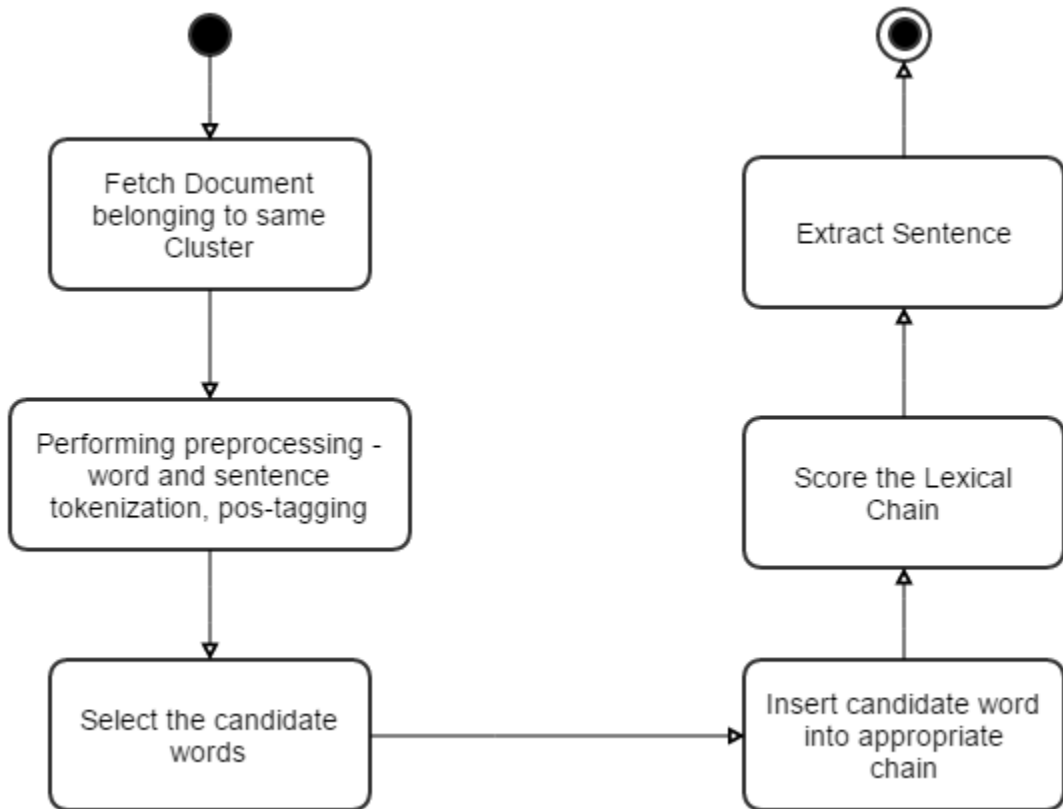 Fetch Document
belonging to same
Cluster
Performing preprocessing -
word and sentence
tokenization, pos-tagging
Select the candidate
words
Insert candidate word
into appropriate
chain
Score the Lexical
Chain
Extract Sentence